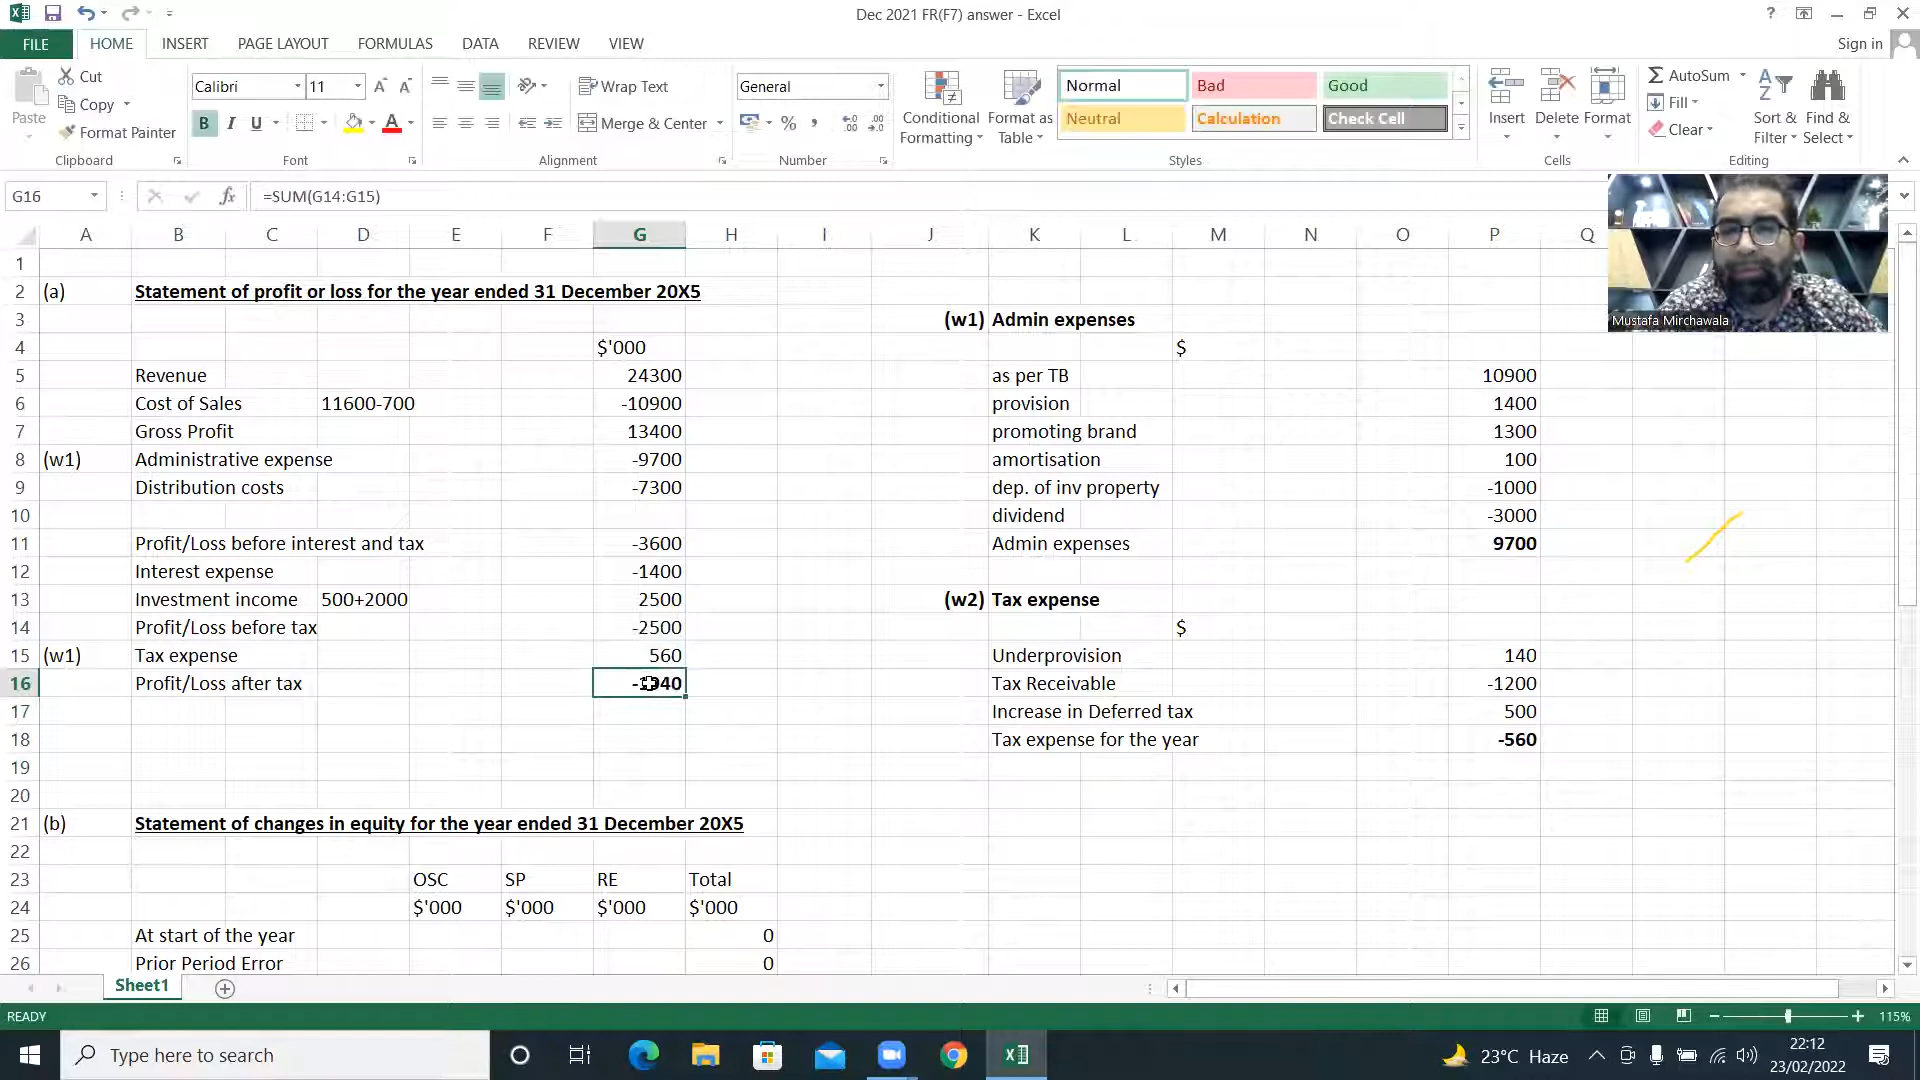 Dec 2021 FR(F7) answer - Excel
FILE HOME INSERT PAGE LAYOUT FORMULAS DATA REVIEW VIEW Sign in
Paste Cut Copy Format Painter
Calibri 11
B I U
Wrap Text
Merge & Center
General
Conditional Formatting
Format as Table
Normal Bad Good
Neutral Calculation Check Cell
Insert Delete Format
AutoSum
Fill
Clear
Sort & Filter
Find & Select
Clipboard Font Alignment Number Styles Cells Editing
G16 fx =SUM(G14:G15)
A B C D E F G H I J K L M N O P Q
Mustafa Mirchawala
1
2 (a) Statement of profit or loss for the year ended 31 December 20X5
3 (w1) Admin expenses
4 $'000 $
5 Revenue 24300 as per TB 10900
6 Cost of Sales 11600-700 -10900 provision 1400
7 Gross Profit 13400 promoting brand 1300
8 (w1) Administrative expense -9700 amortisation 100
9 Distribution costs -7300 dep. of inv property -1000
10 dividend -3000
11 Profit/Loss before interest and tax -3600 Admin expenses 9700
12 Interest expense -1400
13 Investment income 500+2000 2500 (w2) Tax expense
14 Profit/Loss before tax -2500 $
15 (w1) Tax expense 560 Underprovision 140
16 Profit/Loss after tax Tax Receivable -1200
17 Increase in Deferred tax 500
18 Tax expense for the year -560
19
20
21 (b) Statement of changes in equity for the year ended 31 December 20X5
22
23 OSC SP RE Total
24 $'000 $'000 $'000 $'000
25 At start of the year 0
26 Prior Period Error 0
Sheet1
READY 115%
Type here to search
23°C Haze
22:12
23/02/2022